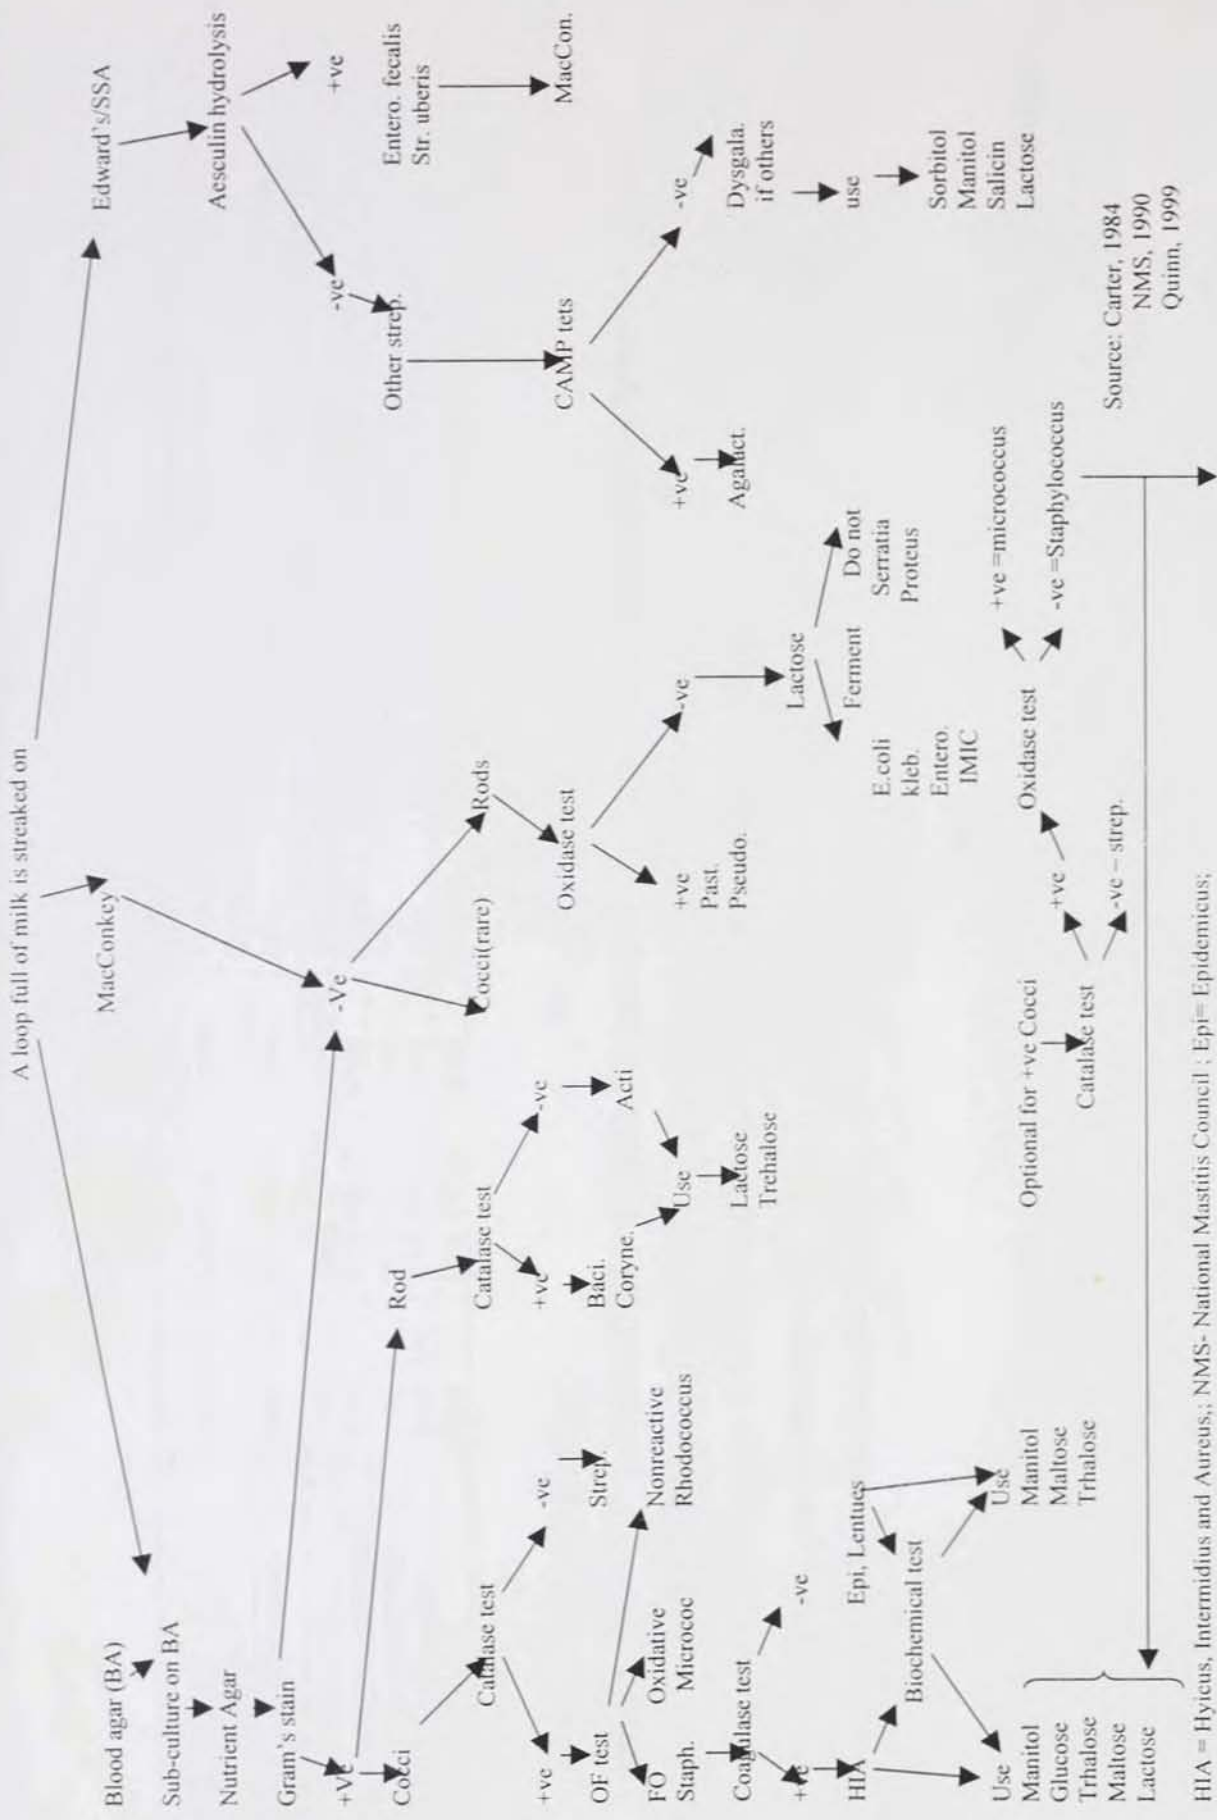 A loop full of milk is streaked on
Blood agar (BA)
MacConkey
Edward's/SSA
Sub-culture on BA
Nutrient Agar
Aesculin hydrolysis
Gram's stain
+Ve
-Ve
-ve
+ve
Cocci
Rod
Other strep.
Entero. fecalis
Str. uberis
Catalase test
Catalase test
Cocci(rare)
Rods
+ve
-ve
+ve
-ve
Oxidase test
CAMP tets
MacCon.
OF test
Strep.
Baci.
Coryne.
Acti
FO
Staph.
Oxidative
Micrococ
Nonreactive
Rhodococcus
Use
+ve
Past.
Pseudo.
-ve
+ve
-ve
Coagulase test
Lactose
Trehalose
Agalact.
Dysgala.
if others
+ve
-ve
Lactose
use
HIA
Epi, Lentues
Ferment
Do not
E.coli
kleb.
Entero.
IMIC
Serratia
Proteus
Sorbitol
Manitol
Salicin
Lactose
Biochemical test
Use
Manitol
Glucose
Trhalose
Maltose
Lactose
Use
Manitol
Maltose
Trhalose
Optional for +ve Cocci
Catalase test
+ve
-ve – strep.
Oxidase test
+ve =micrococcus
-ve =Staphylococcus
Source: Carter, 1984
NMS, 1990
Quinn, 1999
HIA = Hyicus, Intermidius and Aureus,; NMS- National Mastitis Council ; Epi= Epidemicus;